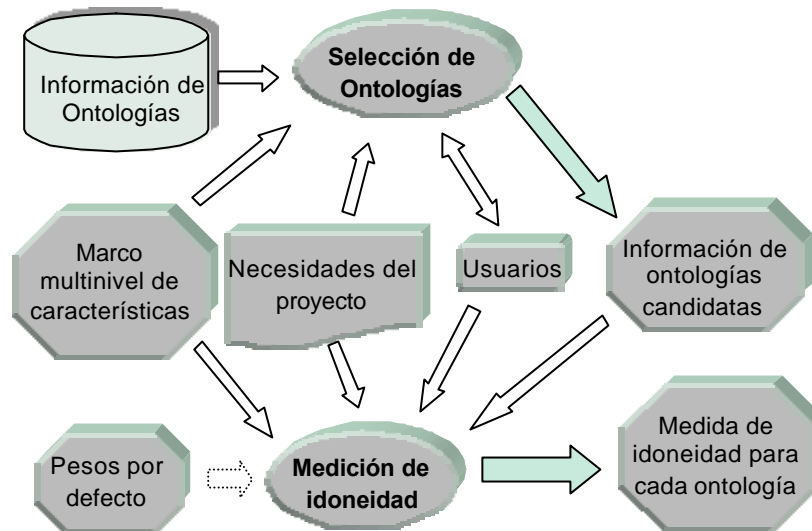 Selección de
Ontologías
Información de
Ontologías
Marco
multinivel de
características
Necesidades del
proyecto
Usuarios
Información de
ontologías
candidatas
Pesos por
defecto
Medición de
idoneidad
Medida de
idoneidad para
cada ontología